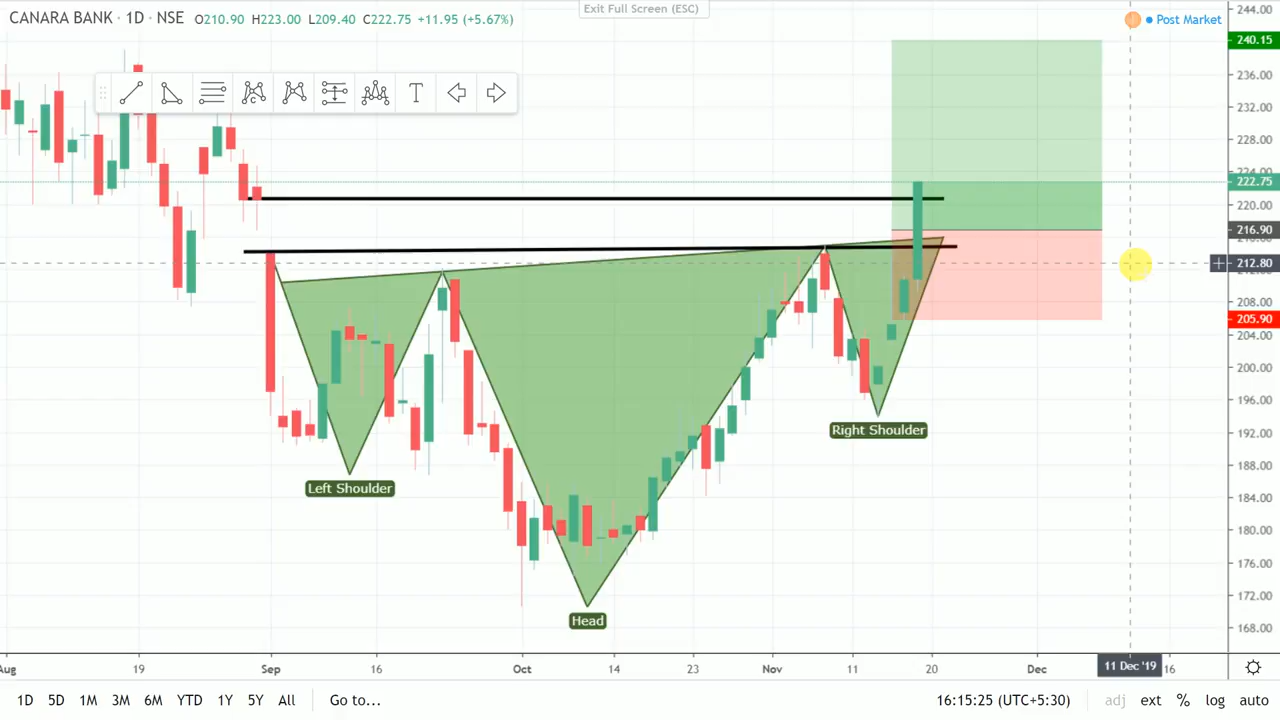 Exit Full Screen (ESC)
CANARA BANK · 1D · NSE O210.90 H223.00 L209.40 C222.75 +11.95 (+5.67%)
Post Market
244.00
240.15
236.00
232.00
228.00
224.00
222.75
220.00
216.90
212.80
208.00
205.90
204.00
200.00
196.00
192.00
188.00
184.00
180.00
176.00
172.00
168.00
T
Left Shoulder
Right Shoulder
Head
Aug 19 Sep 16 Oct 14 23 Nov 11 20 Dec 11 Dec '19 16
1D 5D 1M 3M 6M YTD 1Y 5Y All Go to... 16:15:25 (UTC+5:30) adj ext % log auto